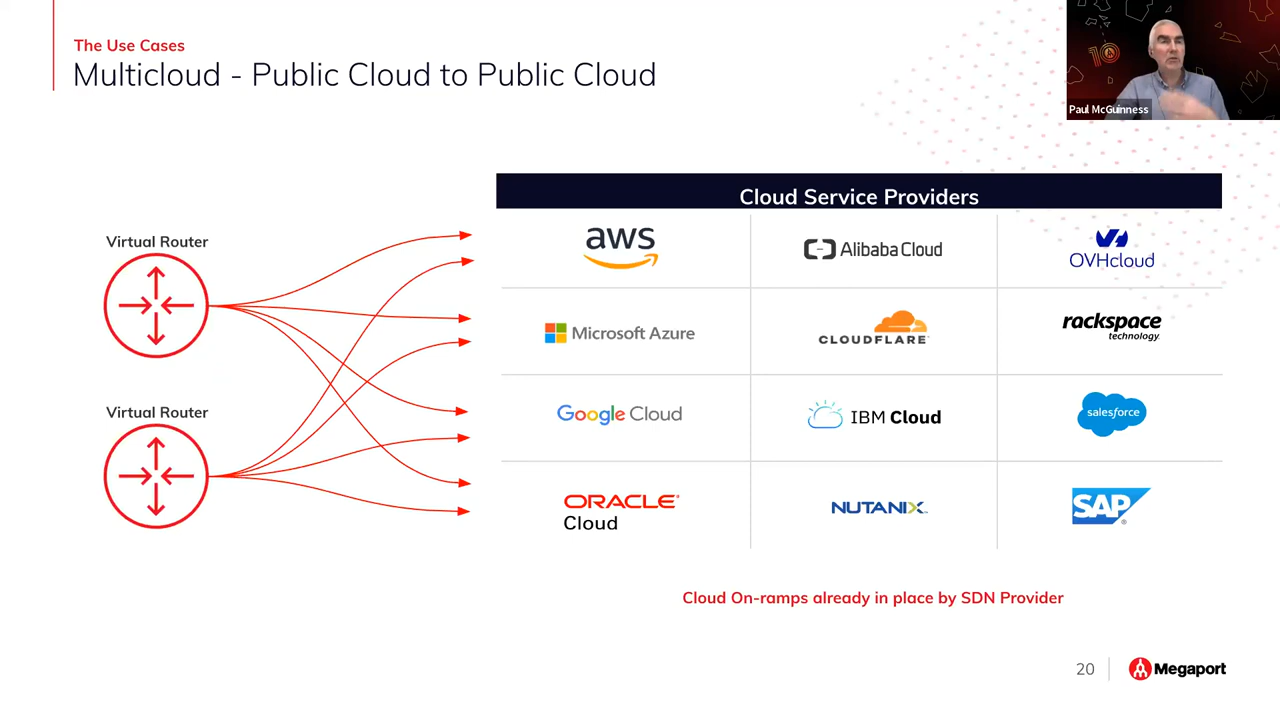 The Use Cases
Multicloud - Public Cloud to Public Cloud
10
Paul McGuinness
Cloud Service Providers
Virtual Router
Virtual Router
aws
Alibaba Cloud
OVHcloud
Microsoft Azure
CLOUDFLARE
rackspace
technology.
Google Cloud
IBM Cloud
salesforce
ORACLE
Cloud
NUTANIX
SAP
Cloud On-ramps already in place by SDN Provider
20
Megaport